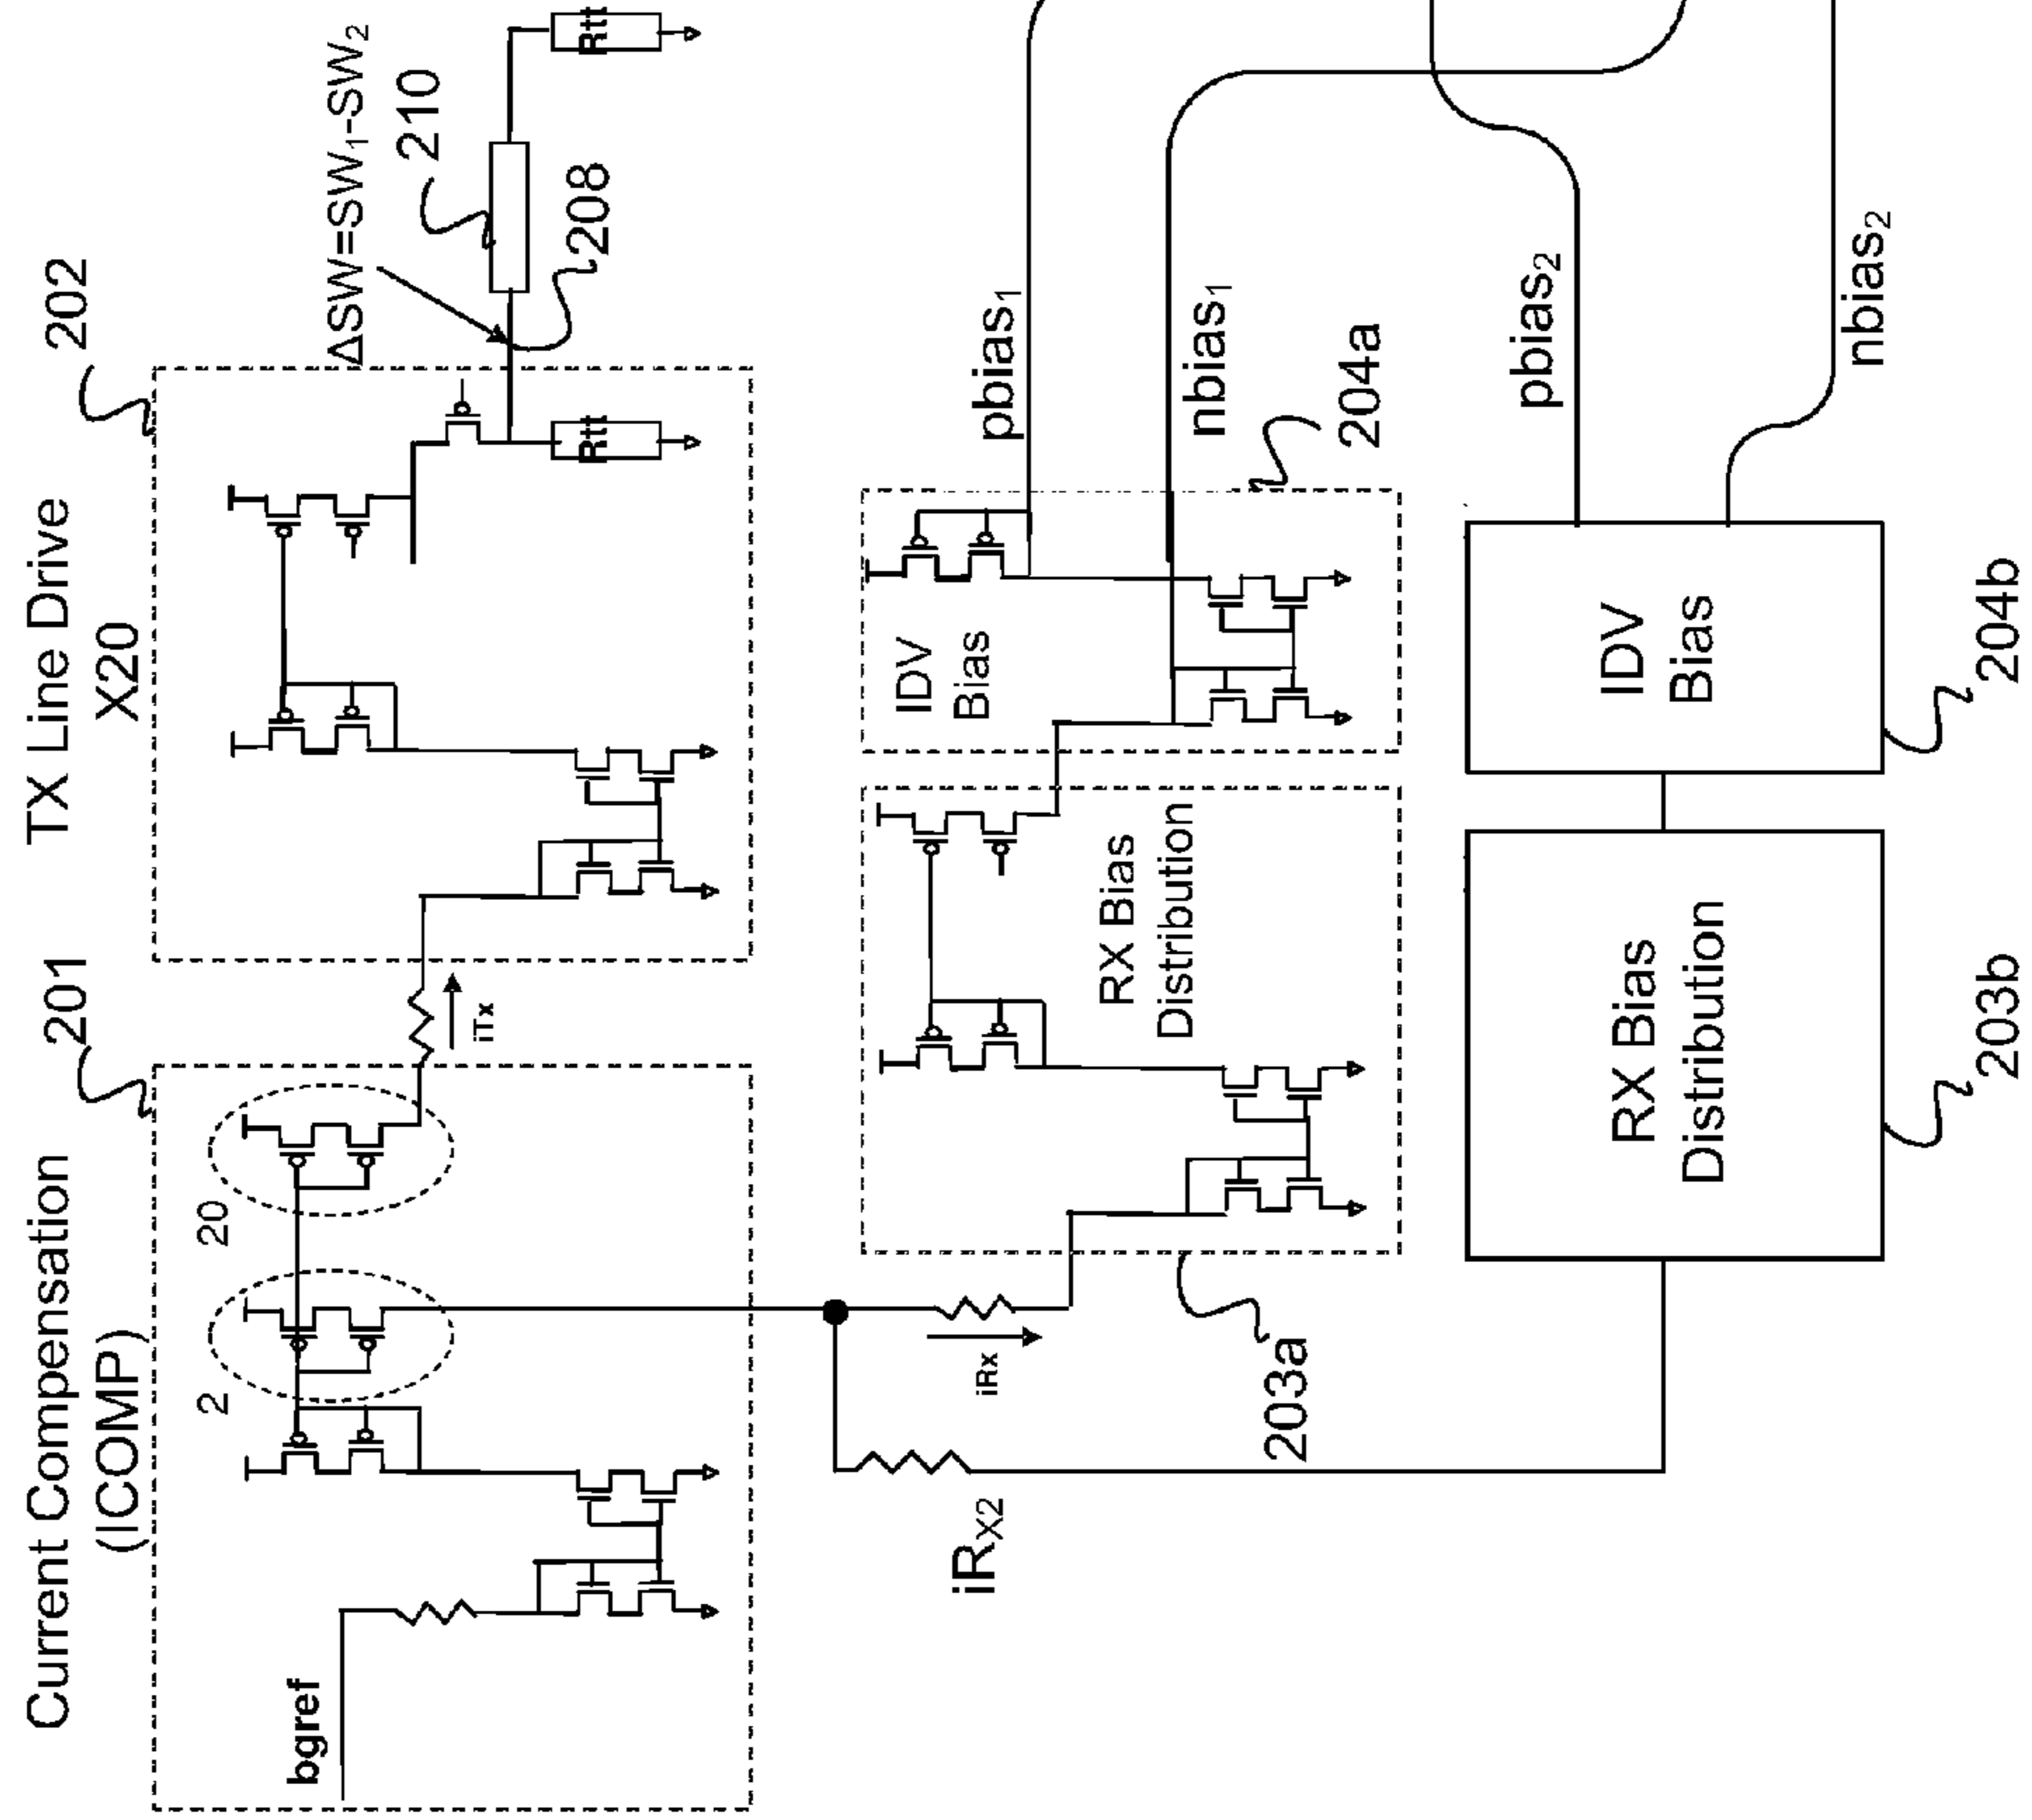 Current Compensation
(ICOMP)
201
TX Line Drive
X20
202
ΔSW=SW₁-SW₂
210
208
Rtt
Rtt
2
20
bgref
iTx
iRx
iRX2
203a
RX Bias
Distribution
IDV
Bias
204a
pbias₁
nbias₁
RX Bias
Distribution
203b
IDV
Bias
204b
pbias₂
nbias₂